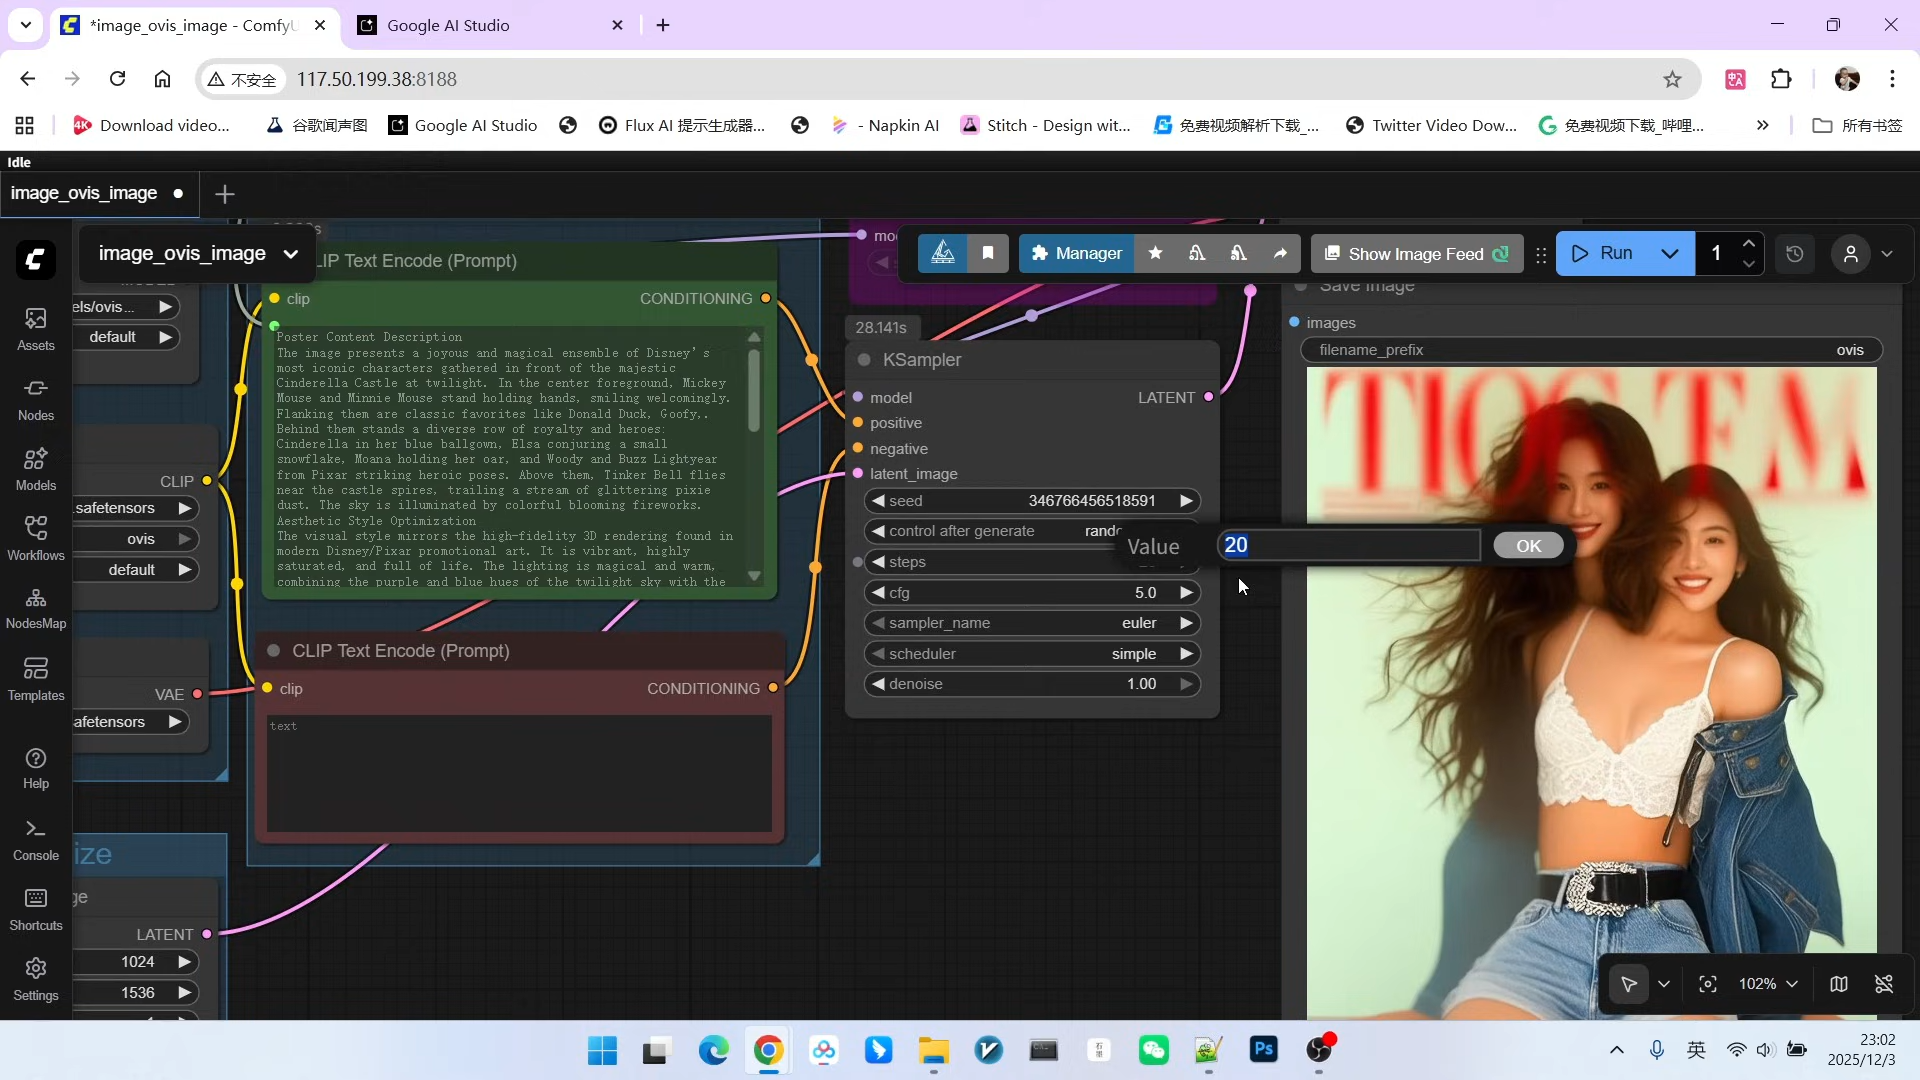 *image_ovis_image - ComfyU
Google AI Studio
不安全
117.50.199.38:8188
Download video...
谷歌闻声图
Google AI Studio
Flux AI 提示生成器...
- Napkin AI
Stitch - Design wit...
免费视频解析下载_...
Twitter Video Dow...
免费视频下载_哔哩...
所有书签
Idle
image_ovis_image
image_ovis_image
Manager
Show Image Feed
Run
1
Assets
Nodes
Models
Workflows
NodesMap
Templates
Help
Console
Shortcuts
Settings
els/ovis...
default
CLIP
.safetensors
ovis
default
VAE
afetensors
ize
ge
LATENT
1024
1536
LIP Text Encode (Prompt)
clip
CONDITIONING
Poster Content Description
The image presents a joyous and magical ensemble of Disney's
most iconic characters gathered in front of the majestic
Cinderella Castle at twilight. In the center foreground, Mickey
Mouse and Minnie Mouse stand holding hands, smiling welcomingly.
Flanking them are classic favorites like Donald Duck, Goofy,.
Behind them stands a diverse row of royalty and heroes:
Cinderella in her blue ballgown, Elsa conjuring a small
snowflake, Moana holding her oar, and Woody and Buzz Lightyear
from Pixar striking heroic poses. Above them, Tinker Bell flies
near the castle spires, trailing a stream of glittering pixie
dust. The sky is illuminated by colorful blooming fireworks.
Aesthetic Style Optimization
The visual style mirrors the high-fidelity 3D rendering found in
modern Disney/Pixar promotional art. It is vibrant, highly
saturated, and full of life. The lighting is magical and warm,
combining the purple and blue hues of the twilight sky with the
CLIP Text Encode (Prompt)
clip
CONDITIONING
text
mo
28.141s
KSampler
model
LATENT
positive
negative
latent_image
seed 346766456518591
control after generate rand
steps
cfg 5.0
sampler_name euler
scheduler simple
denoise 1.00
Value 20 OK
Save Image
images
filename_prefix ovis
TIOG TEM
102%
英
23:02
2025/12/3